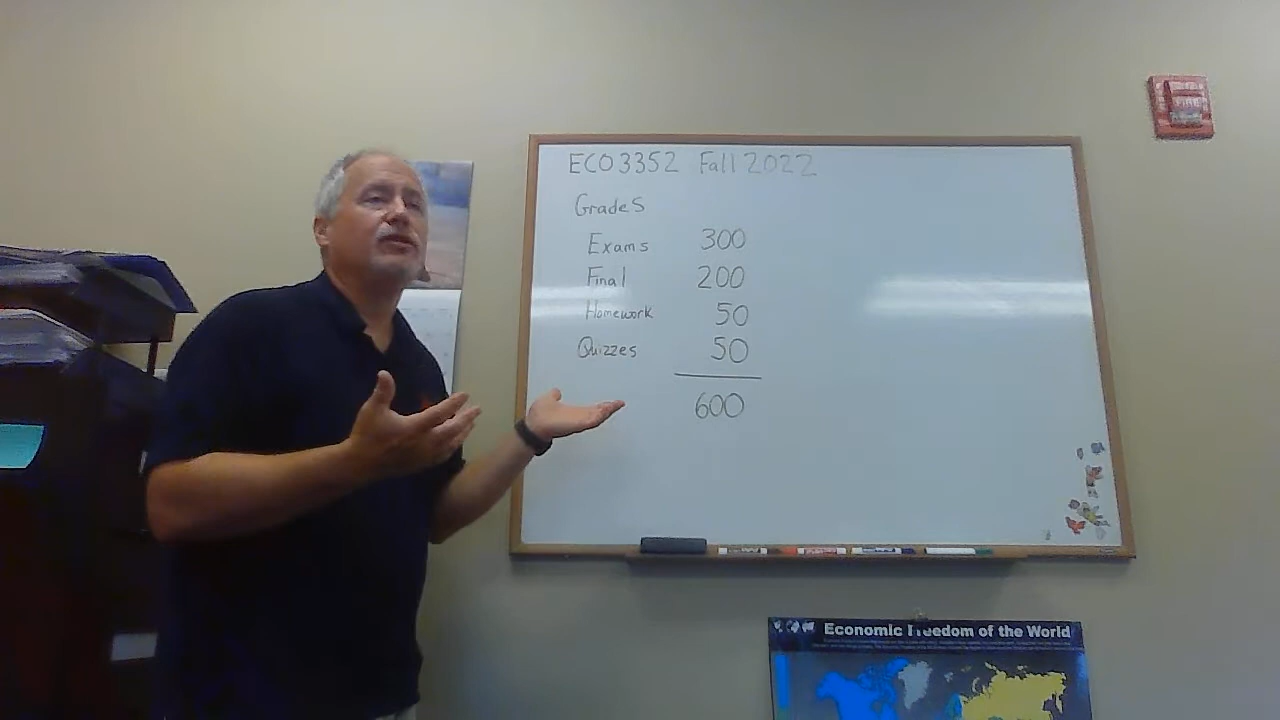 ECO3352 Fall 2022
Grades
Exams 300
Final 200
Homework 50
Quizzes 50
600
Economic Freedom of the World